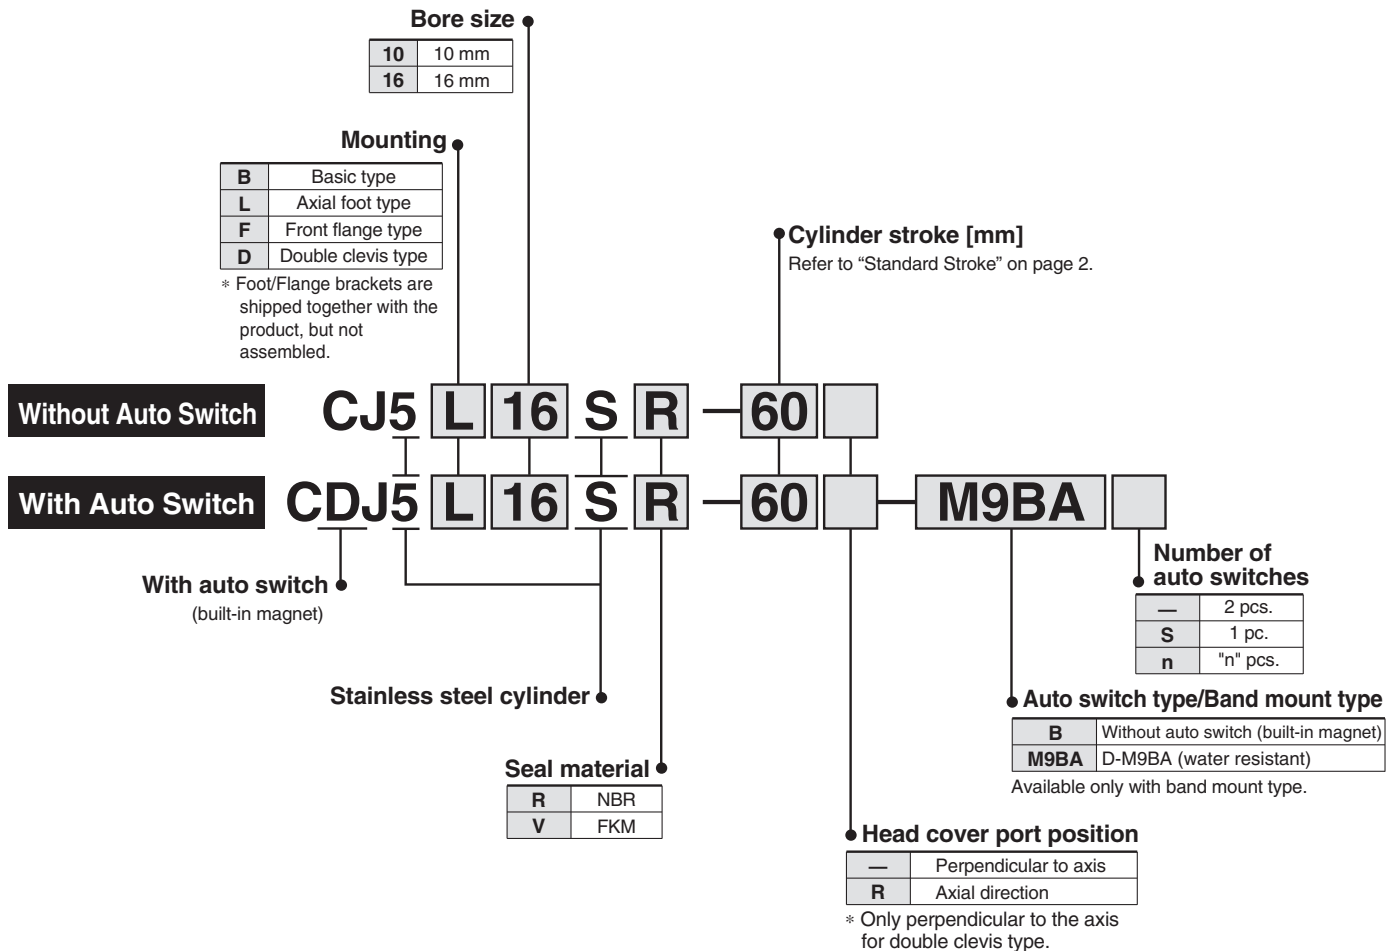 Bore size
10 10 mm
16 16 mm
Mounting
B Basic type
L Axial foot type
F Front flange type
D Double clevis type
* Foot/Flange brackets are
shipped together with the
product, but not
assembled.
Cylinder stroke [mm]
Refer to “Standard Stroke” on page 2.
Without Auto Switch CJ5 L 16 S R — 60
With Auto Switch CDJ5 L 16 S R — 60 — M9BA
With auto switch
(built-in magnet)
Stainless steel cylinder
Seal material
R NBR
V FKM
Number of
auto switches
— 2 pcs.
S 1 pc.
n "n" pcs.
Auto switch type/Band mount type
B Without auto switch (built-in magnet)
M9BA D-M9BA (water resistant)
Available only with band mount type.
Head cover port position
— Perpendicular to axis
R Axial direction
* Only perpendicular to the axis
for double clevis type.